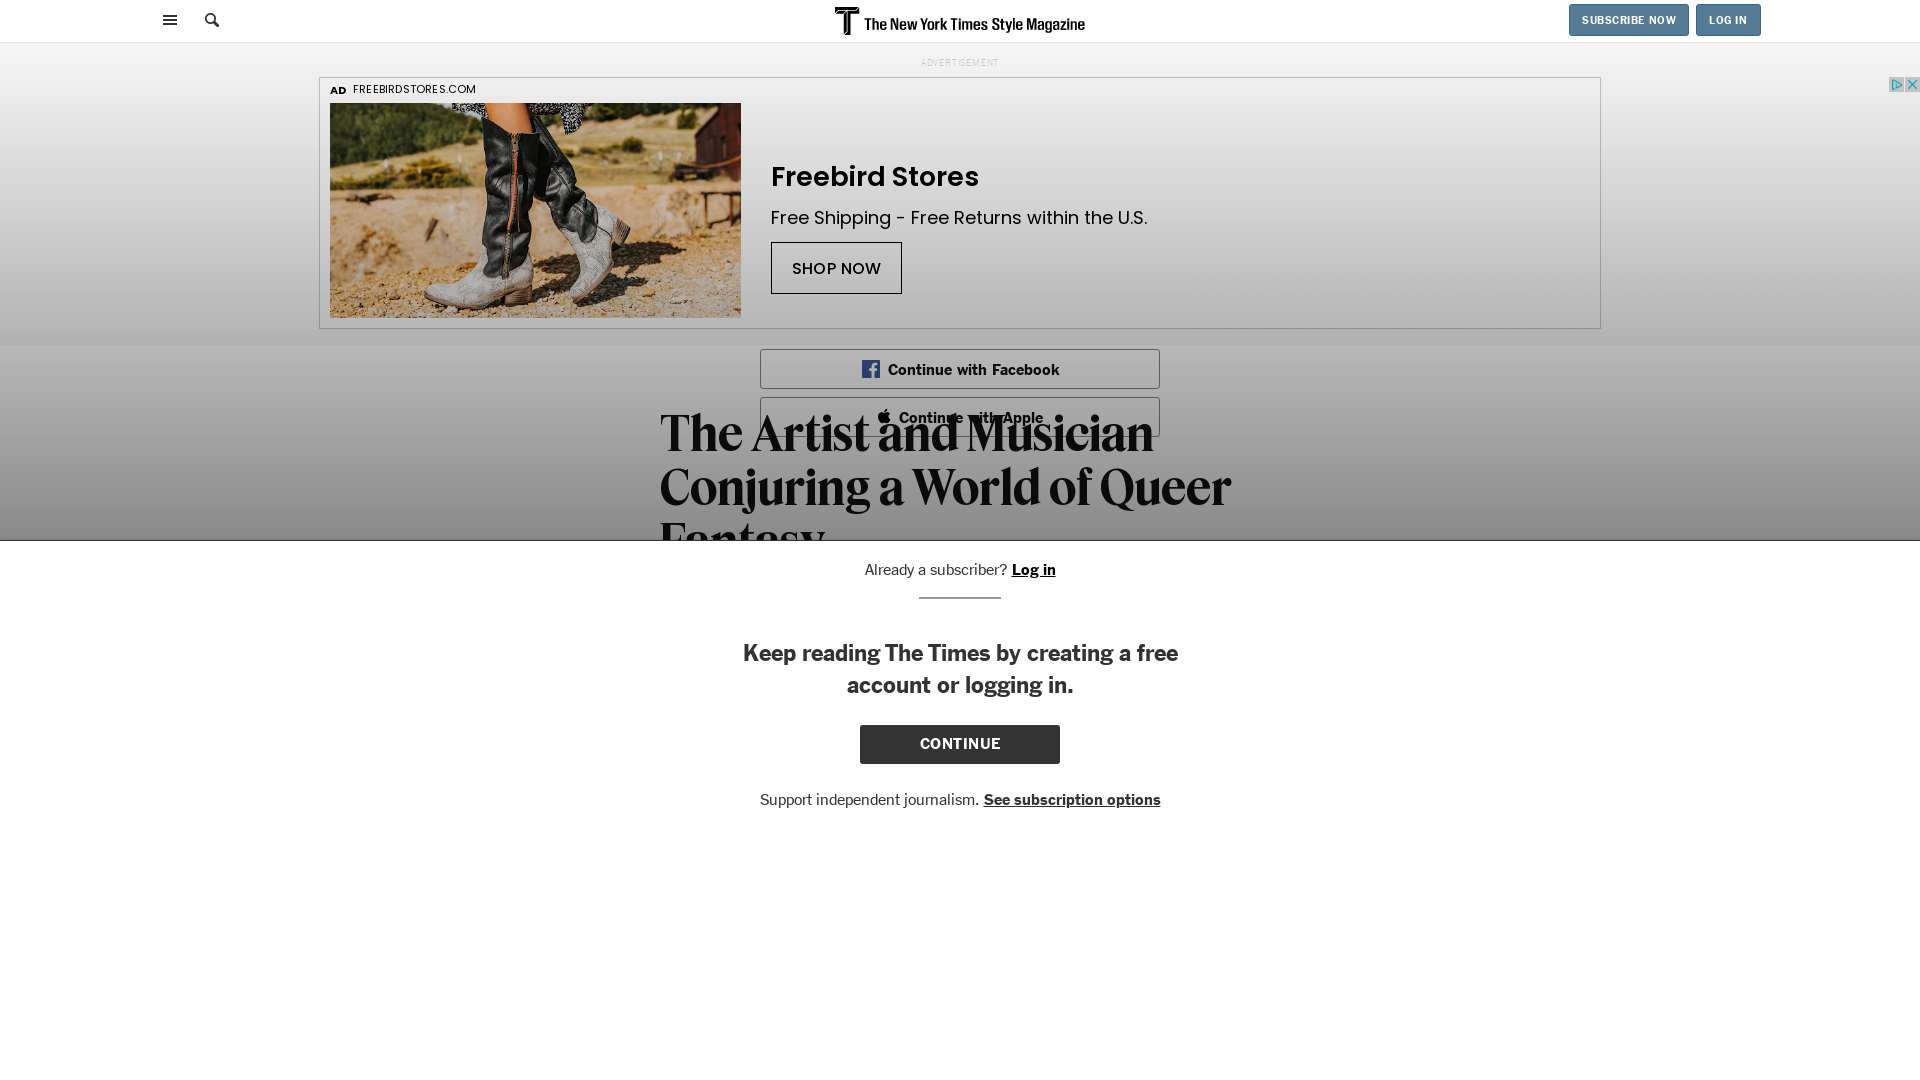 The New York Times Style Magazine
SUBSCRIBE NOW
LOG IN
ADVERTISEMENT
AD FREEBIRDSTORES.COM
Freebird Stores
Free Shipping - Free Returns within the U.S.
SHOP NOW
Continue with Facebook
Continue with Apple
The Artist and Musician
Conjuring a World of Queer
Fantasy
Already a subscriber? Log in
Keep reading The Times by creating a free
account or logging in.
CONTINUE
Support independent journalism. See subscription options